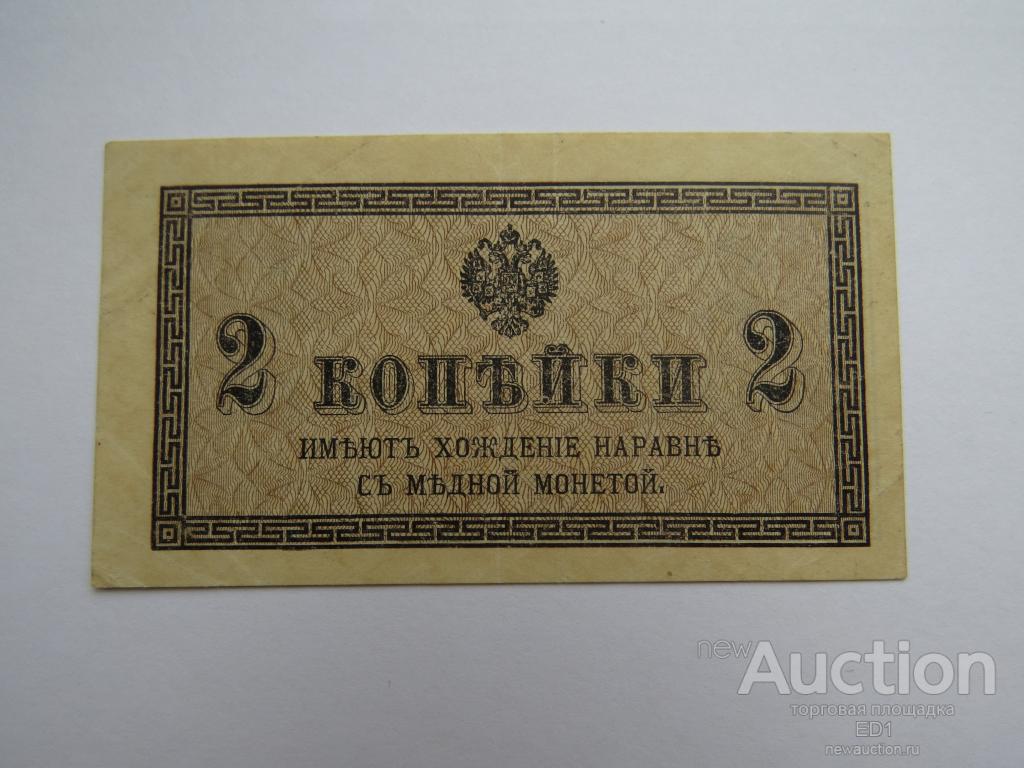 2 КОПѢЙКИ 2
ИМѢЮТЪ ХОЖДЕНІЕ НАРАВНѢ
СЪ МѢДНОЙ МОНЕТОЙ.
newAuction
торговая площадка
ED1
newauction.ru